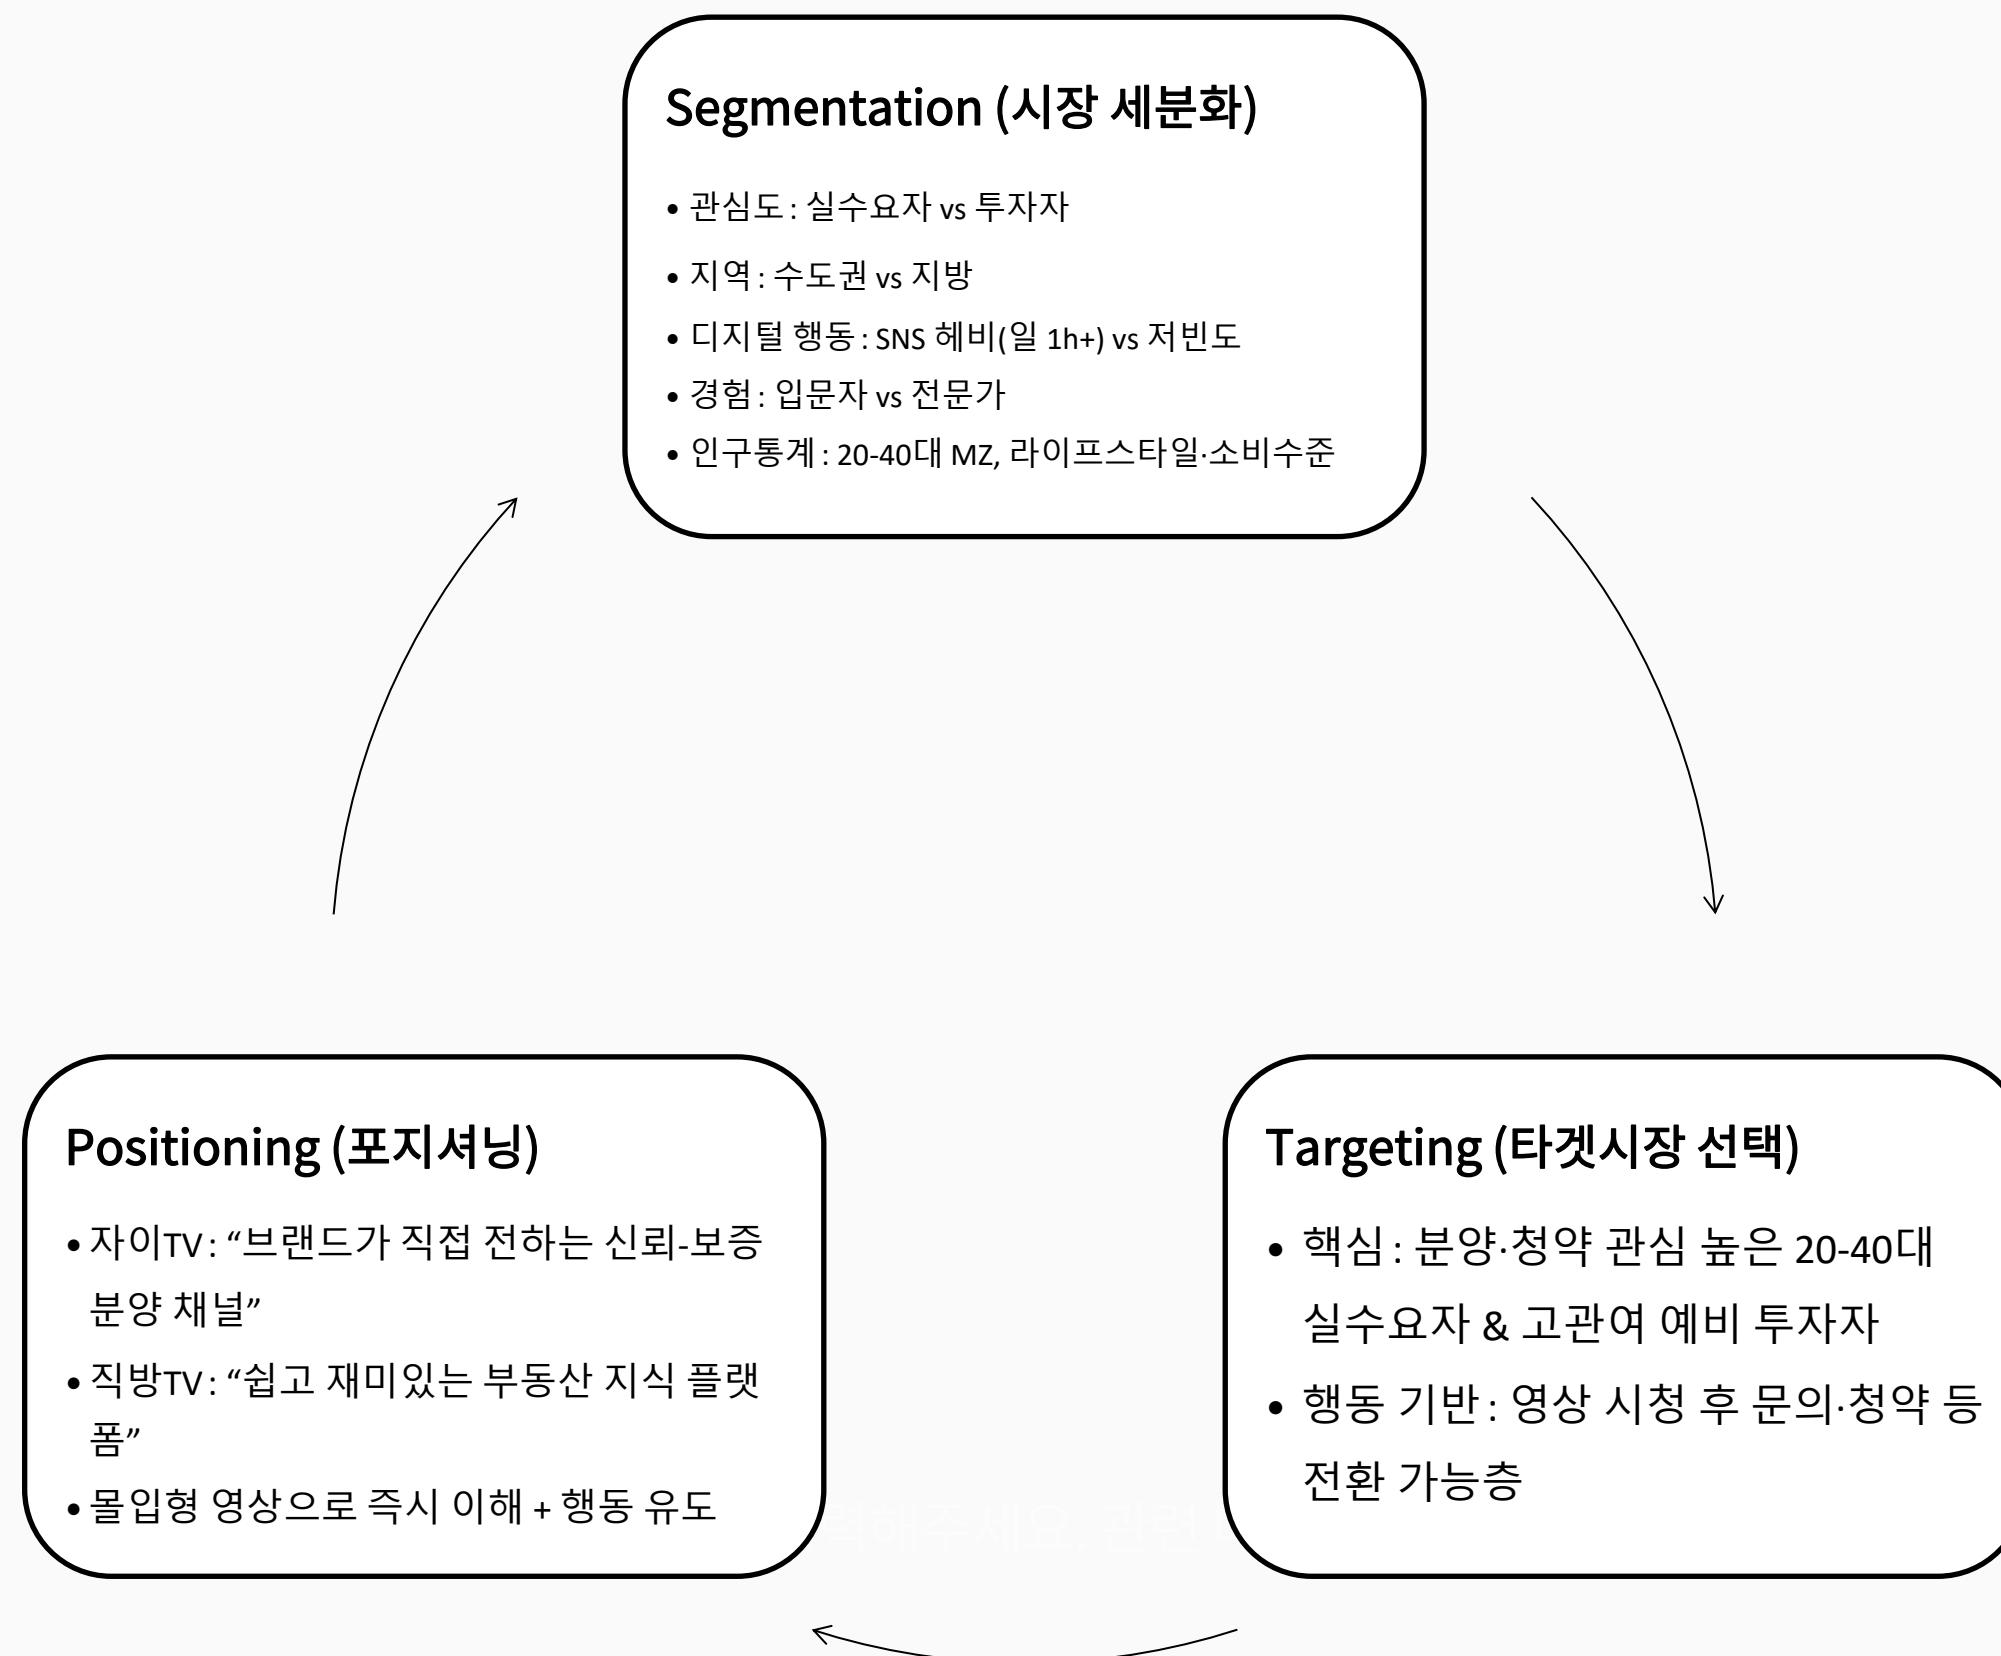 Segmentation (시장 세분화)
• 관심도 : 실수요자 vs 투자자
• 지역 : 수도권 vs 지방
• 디지털 행동 : SNS 헤비(일 1h+) vs 저빈도
• 경험 : 입문자 vs 전문가
• 인구통계 : 20-40대 MZ, 라이프스타일·소비수준
Positioning (포지셔닝)
• 자이TV : “브랜드가 직접 전하는 신뢰-보증
분양 채널”
• 직방TV : “쉽고 재미있는 부동산 지식 플랫
폼”
• 몰입형 영상으로 즉시 이해 + 행동 유도
Targeting (타겟시장 선택)
• 핵심 : 분양·청약 관심 높은 20-40대
실수요자 & 고관여 예비 투자자
• 행동 기반 : 영상 시청 후 문의·청약 등
전환 가능층
해주세요. 관련